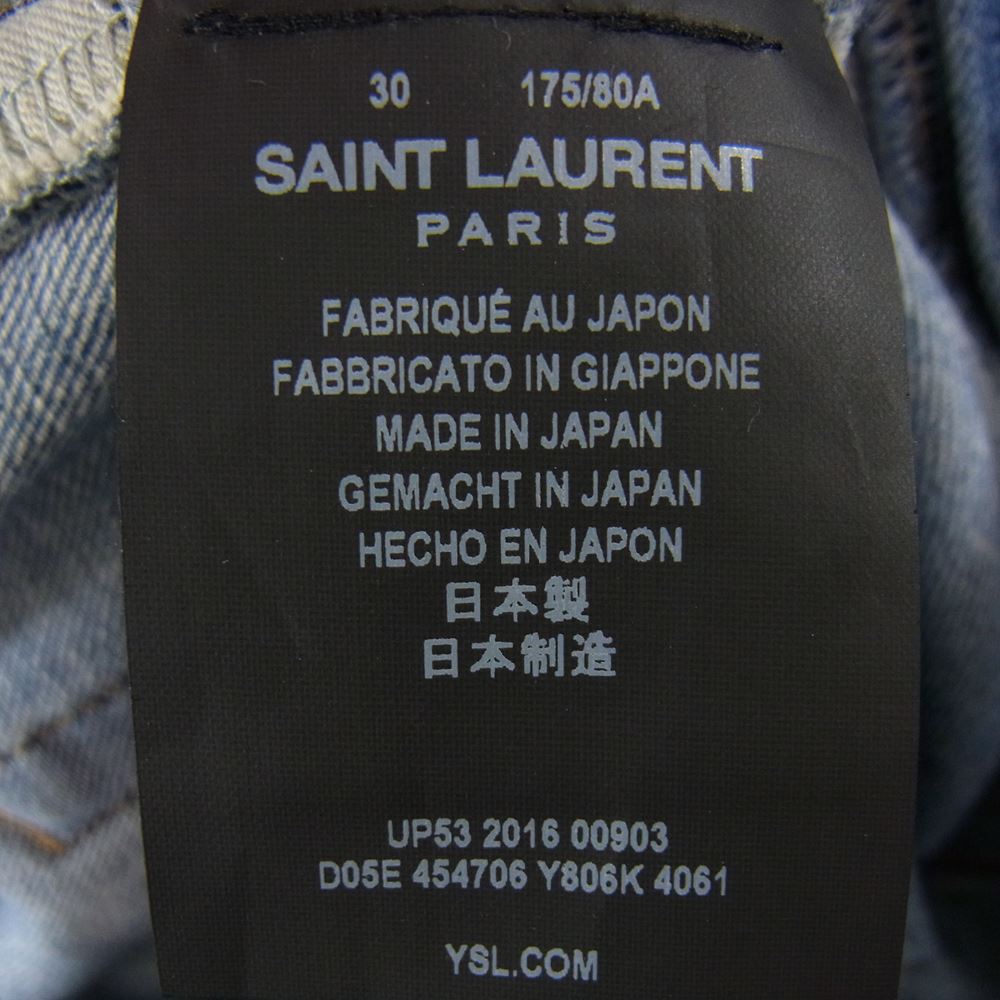 30 175/80A
SAINT LAURENT
PARIS
FABRIQUÉ AU JAPON
FABBRICATO IN GIAPPONE
MADE IN JAPAN
GEMACHT IN JAPAN
HECHO EN JAPON
日本製
日本制造
UP53 2016 00903
D05E 454706 Y806K 4061
YSL.COM